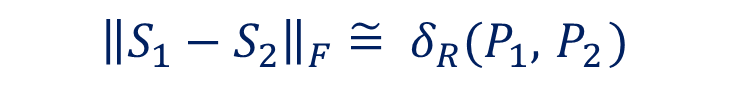 ‖S₁ − S₂‖_F ≅ δ_R(P₁, P₂)